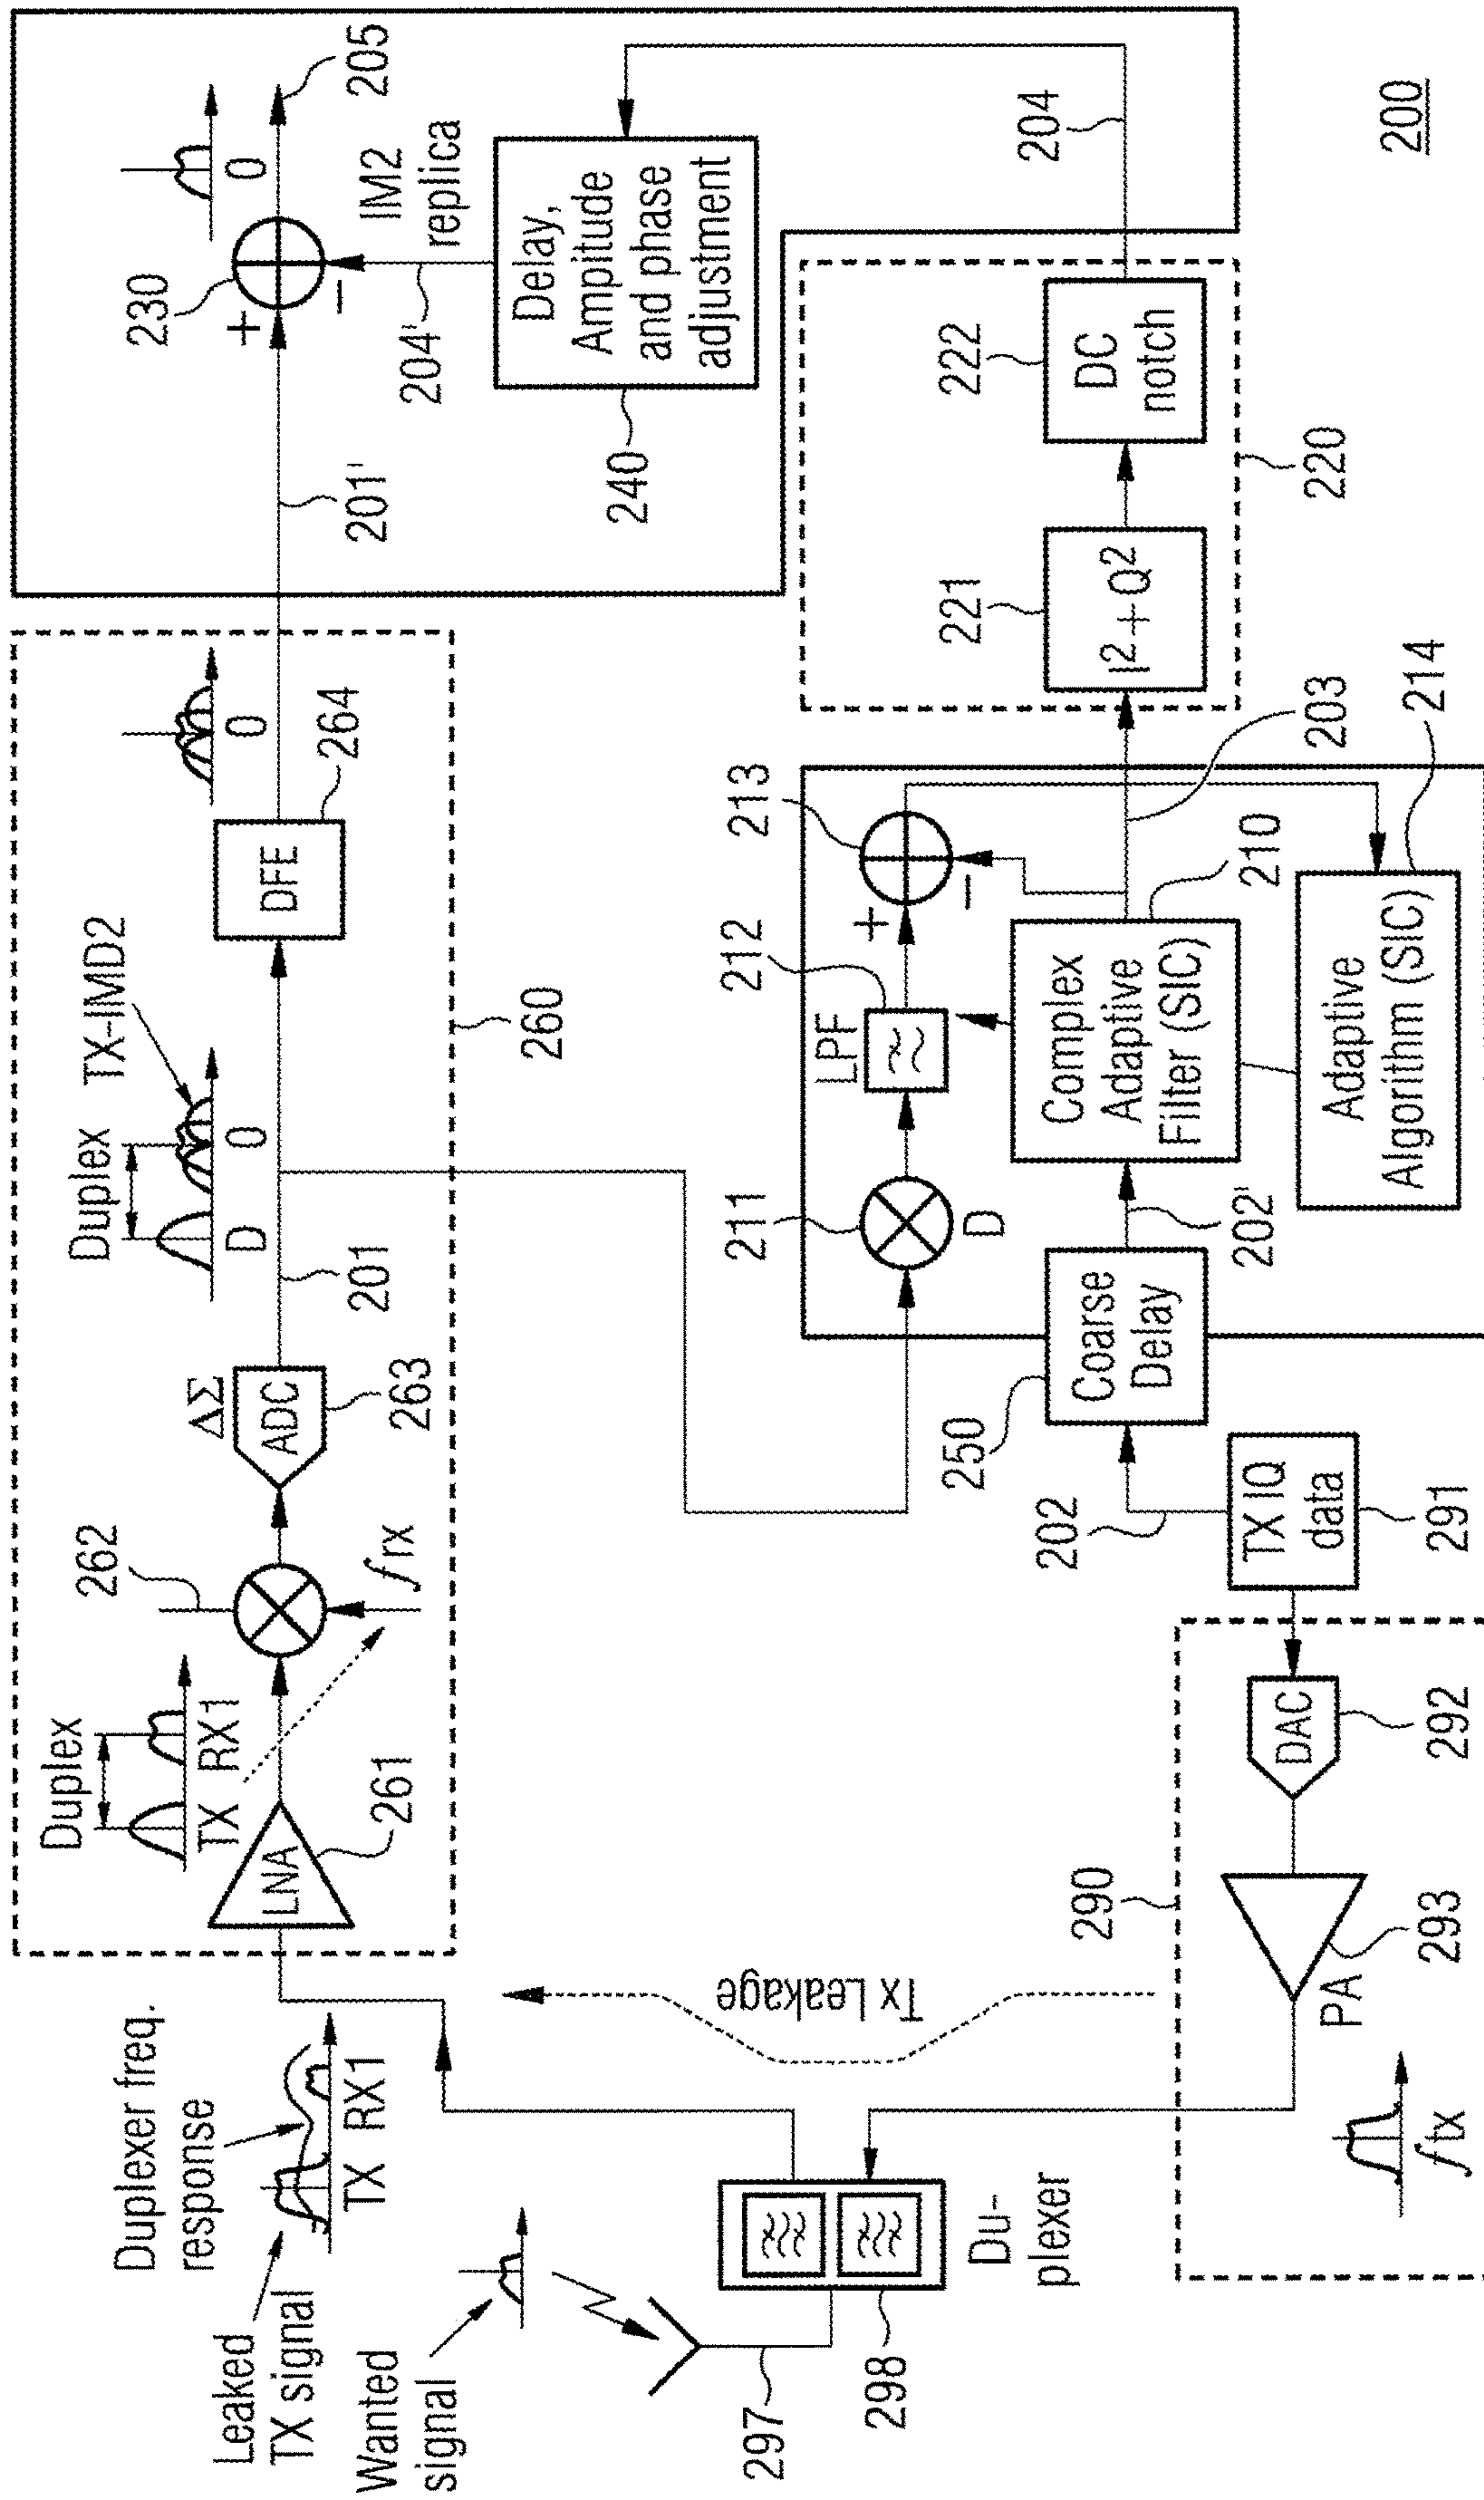 Leaked
TX signal
Duplexer freq.
response
TX RX1
Wanted
signal
297
298
Du-
plexer
Tx Leakage
Duplex
TX RX1
LNA
261
262
frx
ΔΣ
ADC
263
201
Duplex
D 0
TX-IMD2
260
DFE
264
0
201'
230
+
−
0
205
IM2
replica
204'
Delay,
Amplitude
and phase
adjustment
240
204
200
290
ftx
PA
293
DAC
292
TX IQ
data
291
202
250
Coarse
Delay
202'
211
D
LPF
212
+
−
213
Complex
Adaptive
Filter (SIC)
210
Adaptive
Algorithm (SIC)
214
203
221
I²+Q²
222
DC
notch
220